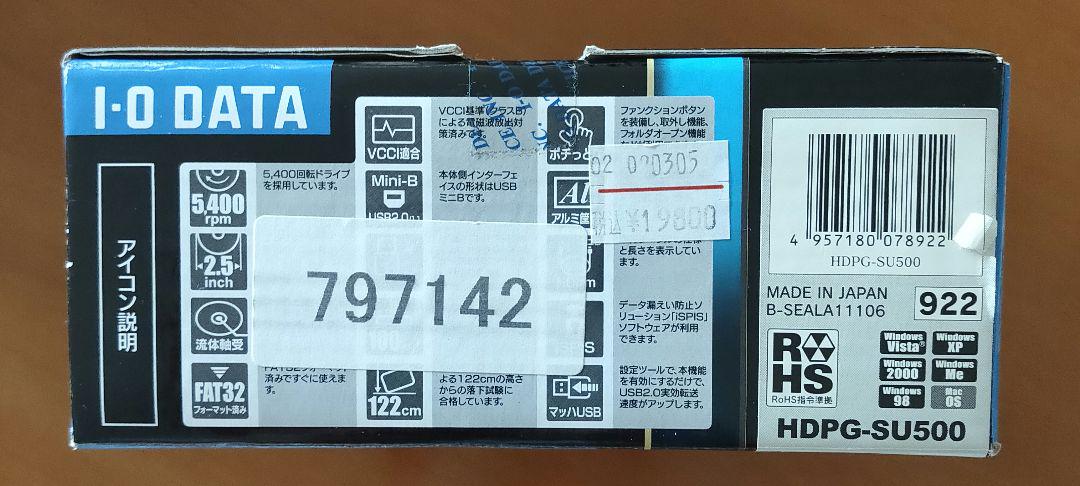 I-O DATA
アイコン説明
5,400
rpm
5,400回転ドライブ
を採用しています。
2.5
inch
流体軸受
FAT32
フォーマット済み
済みですぐに使えま
す。
VCCI適合
VCCI基準(クラスB)
による電磁波放出対
策済みです。
Mini-B
USB2.0
本体側インターフェ
イスの形状はUSB
ミニBです。
797142
122cm
よる122cmの高さ
からの落下試験に
合格しています。
ファンクションボタン
を装備し、取外し機能、
フォルダオープン機能
Al
と長さを表示してい
ます。
データ漏えい防止ソ
リューション「iSPIS」
ソフトウェアが利用
できます。
マッハUSB
設定ツールで、本機能
を有効にするだけで、
USB2.0実効転送
速度がアップします。
税込 ¥19800
4 957180 078922
HDPG-SU500
MADE IN JAPAN
B-SEALA11106
922
RoHS
RoHS指令準拠
Windows Vista®
Windows XP
Windows 2000
Windows Me
Windows 98
Mac OS
HDPG-SU500